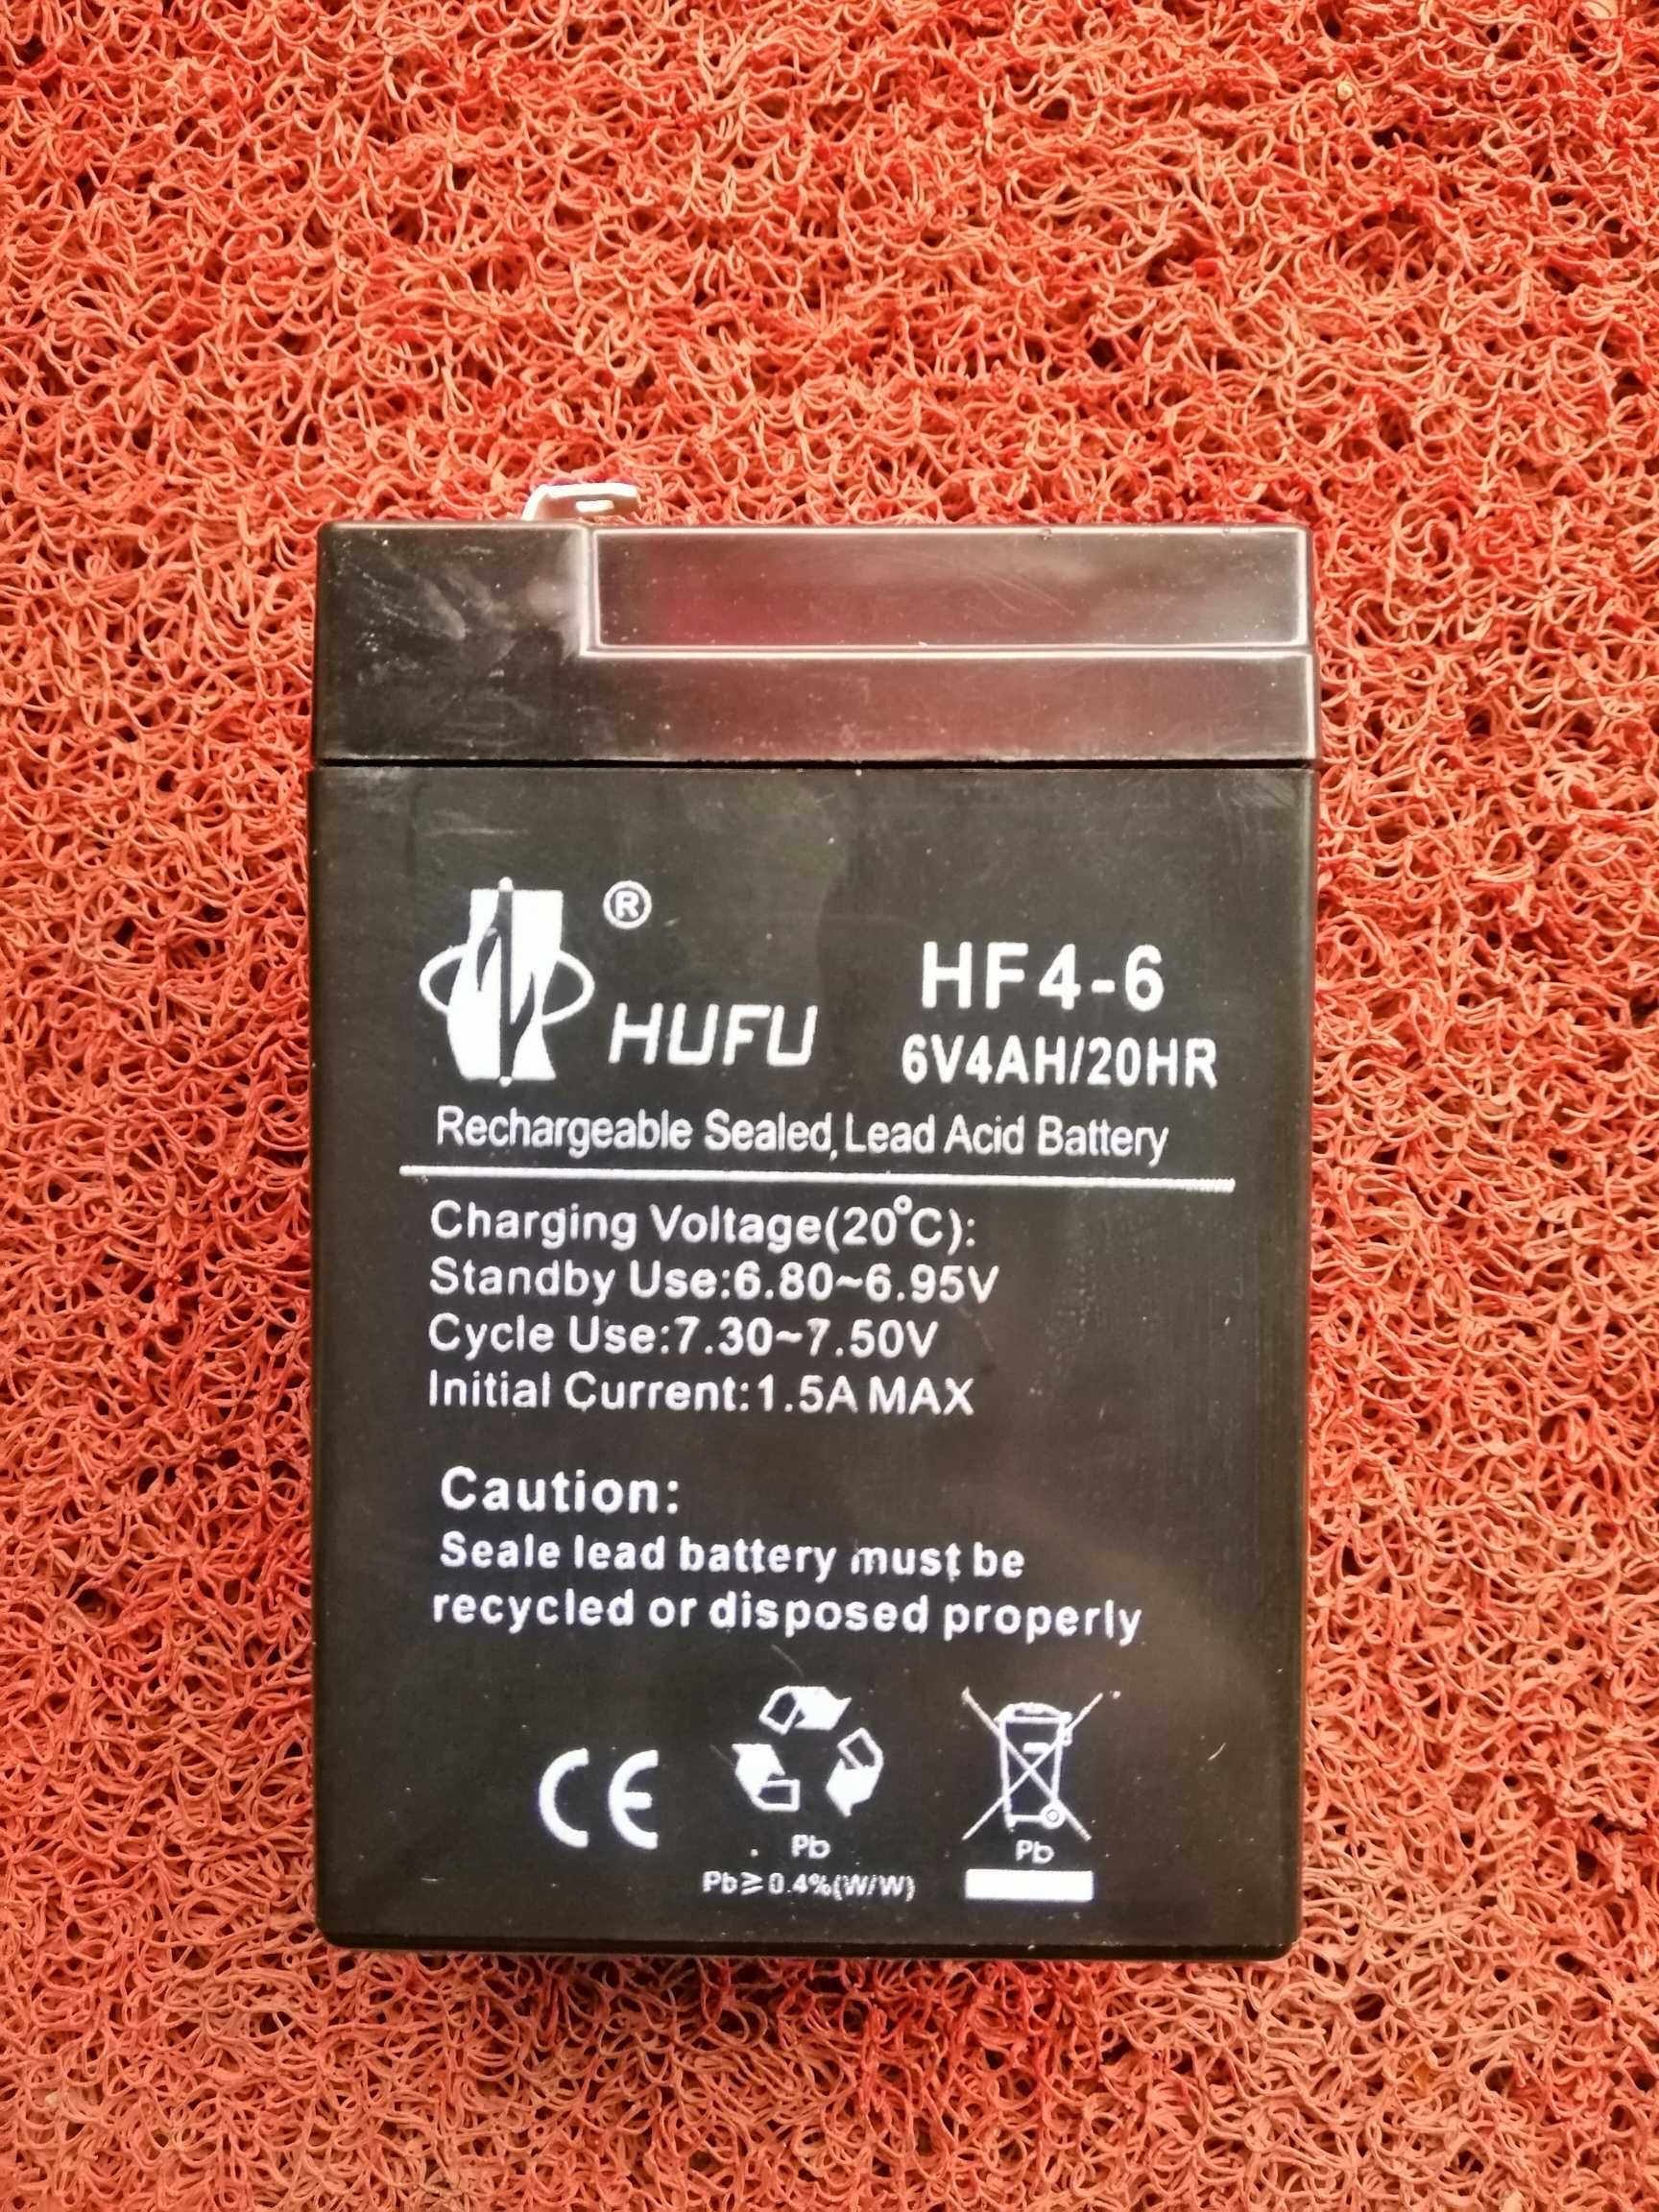 ®
HUFU
HF4-6
6V4AH/20HR
Rechargeable Sealed, Lead Acid Battery
Charging Voltage(20°C):
Standby Use:6.80~6.95V
Cycle Use:7.30~7.50V
Initial Current:1.5A MAX
Caution:
Seale lead battery must be
recycled or disposed properly
CE
Pb
Pb≥0.4%(W/W)
Pb